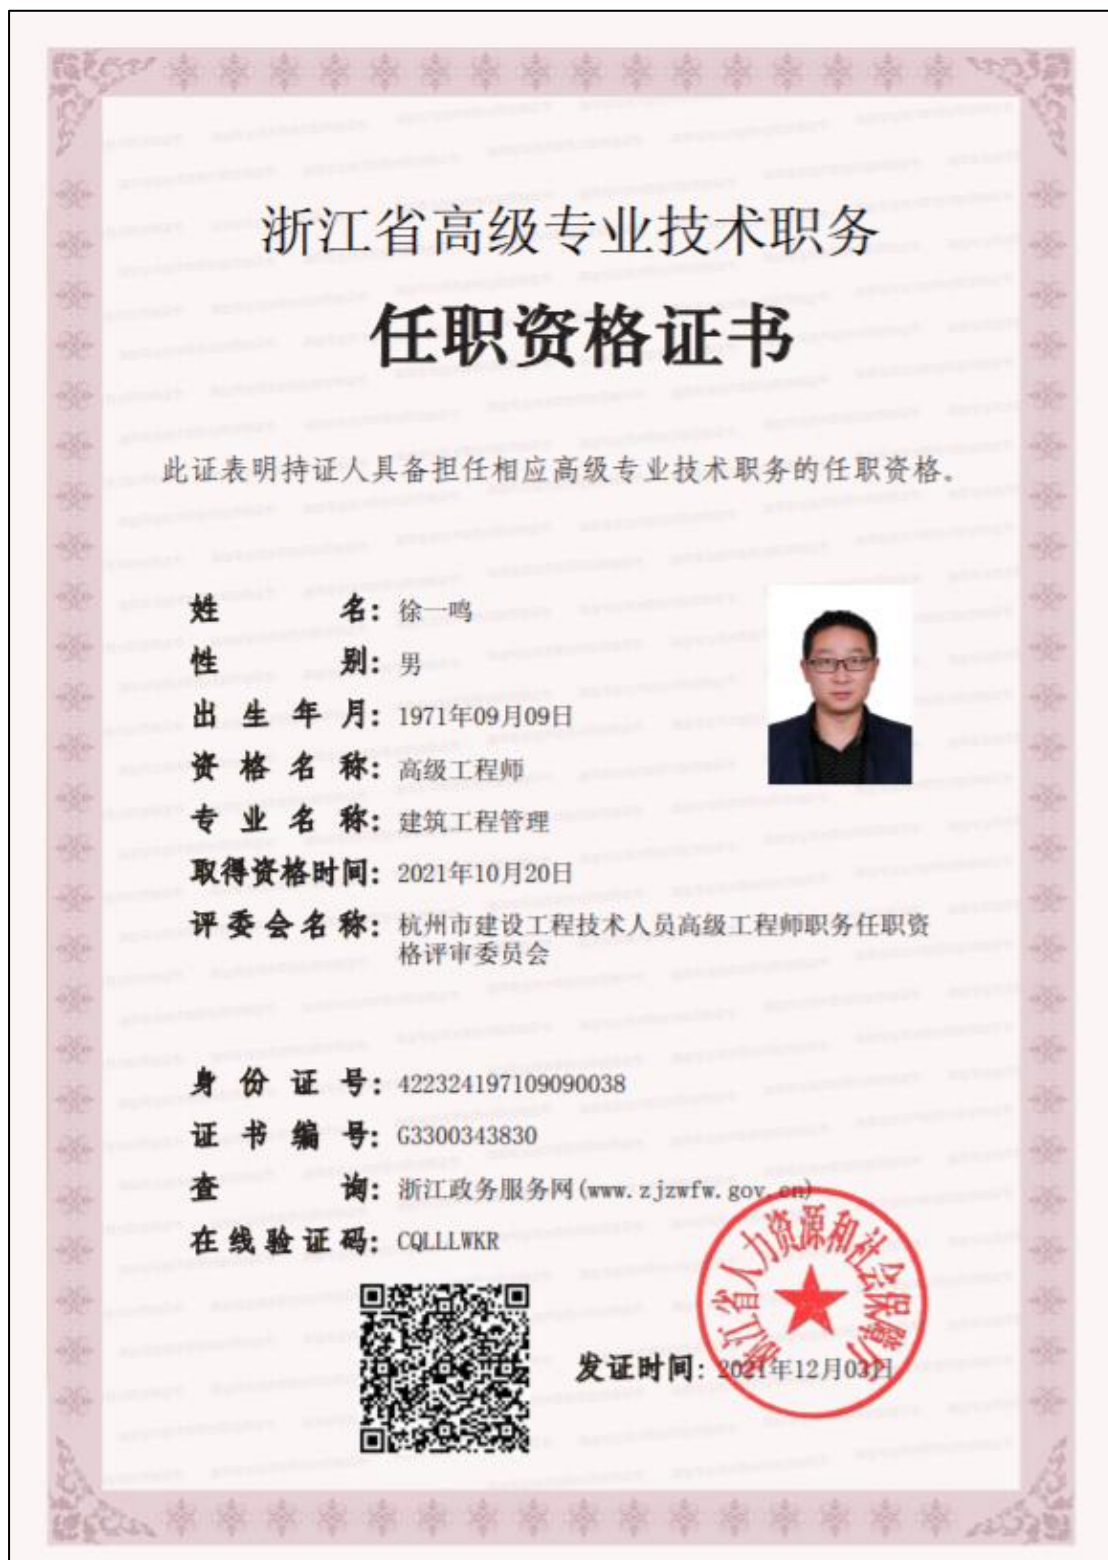 浙江省高级专业技术职务
任职资格证书
此证表明持证人具备担任相应高级专业技术职务的任职资格。
姓名：徐一鸣
性别：男
出生年月：1971年09月09日
资格名称：高级工程师
专业名称：建筑工程管理
取得资格时间：2021年10月20日
评委会名称：杭州市建设工程技术人员高级工程师职务任职资
格评审委员会
身份证号：422324197109090038
证书编号：G3300343830
查询：浙江政务服务网(www.zjzwfw.gov.cn)
在线验证码：CQLLLWKR
浙江省人力资源和社会保障厅
发证时间：2021年12月03日